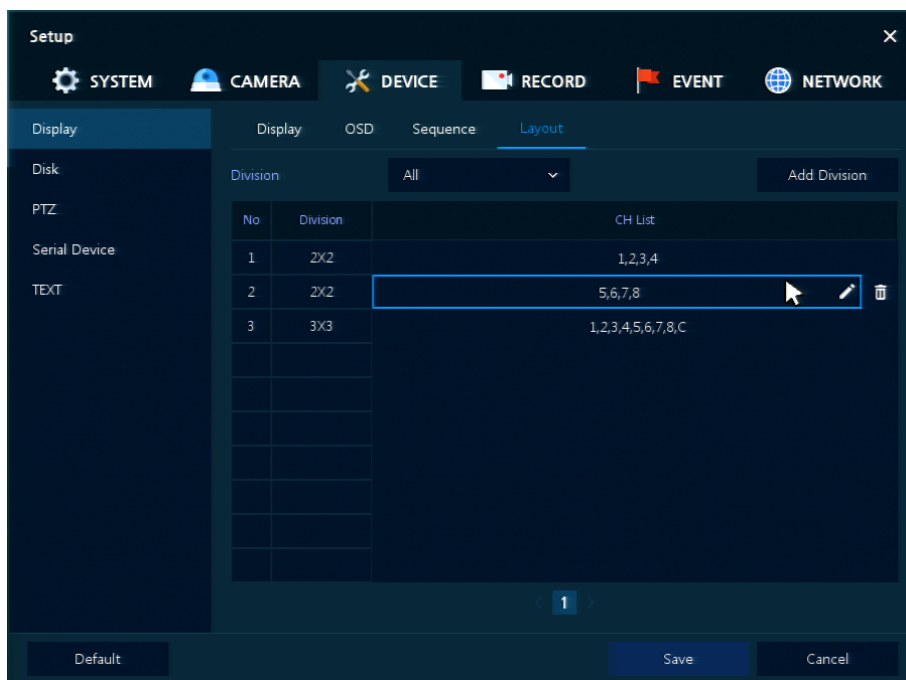 Setup
SYSTEM CAMERA DEVICE RECORD EVENT NETWORK
Display
Disk
PTZ
Serial Device
TEXT
Display OSD Sequence Layout
Division All Add Division
No Division CH List
1 2X2 1,2,3,4
2 2X2 5,6,7,8
3 3X3 1,2,3,4,5,6,7,8,C
1
Default Save Cancel